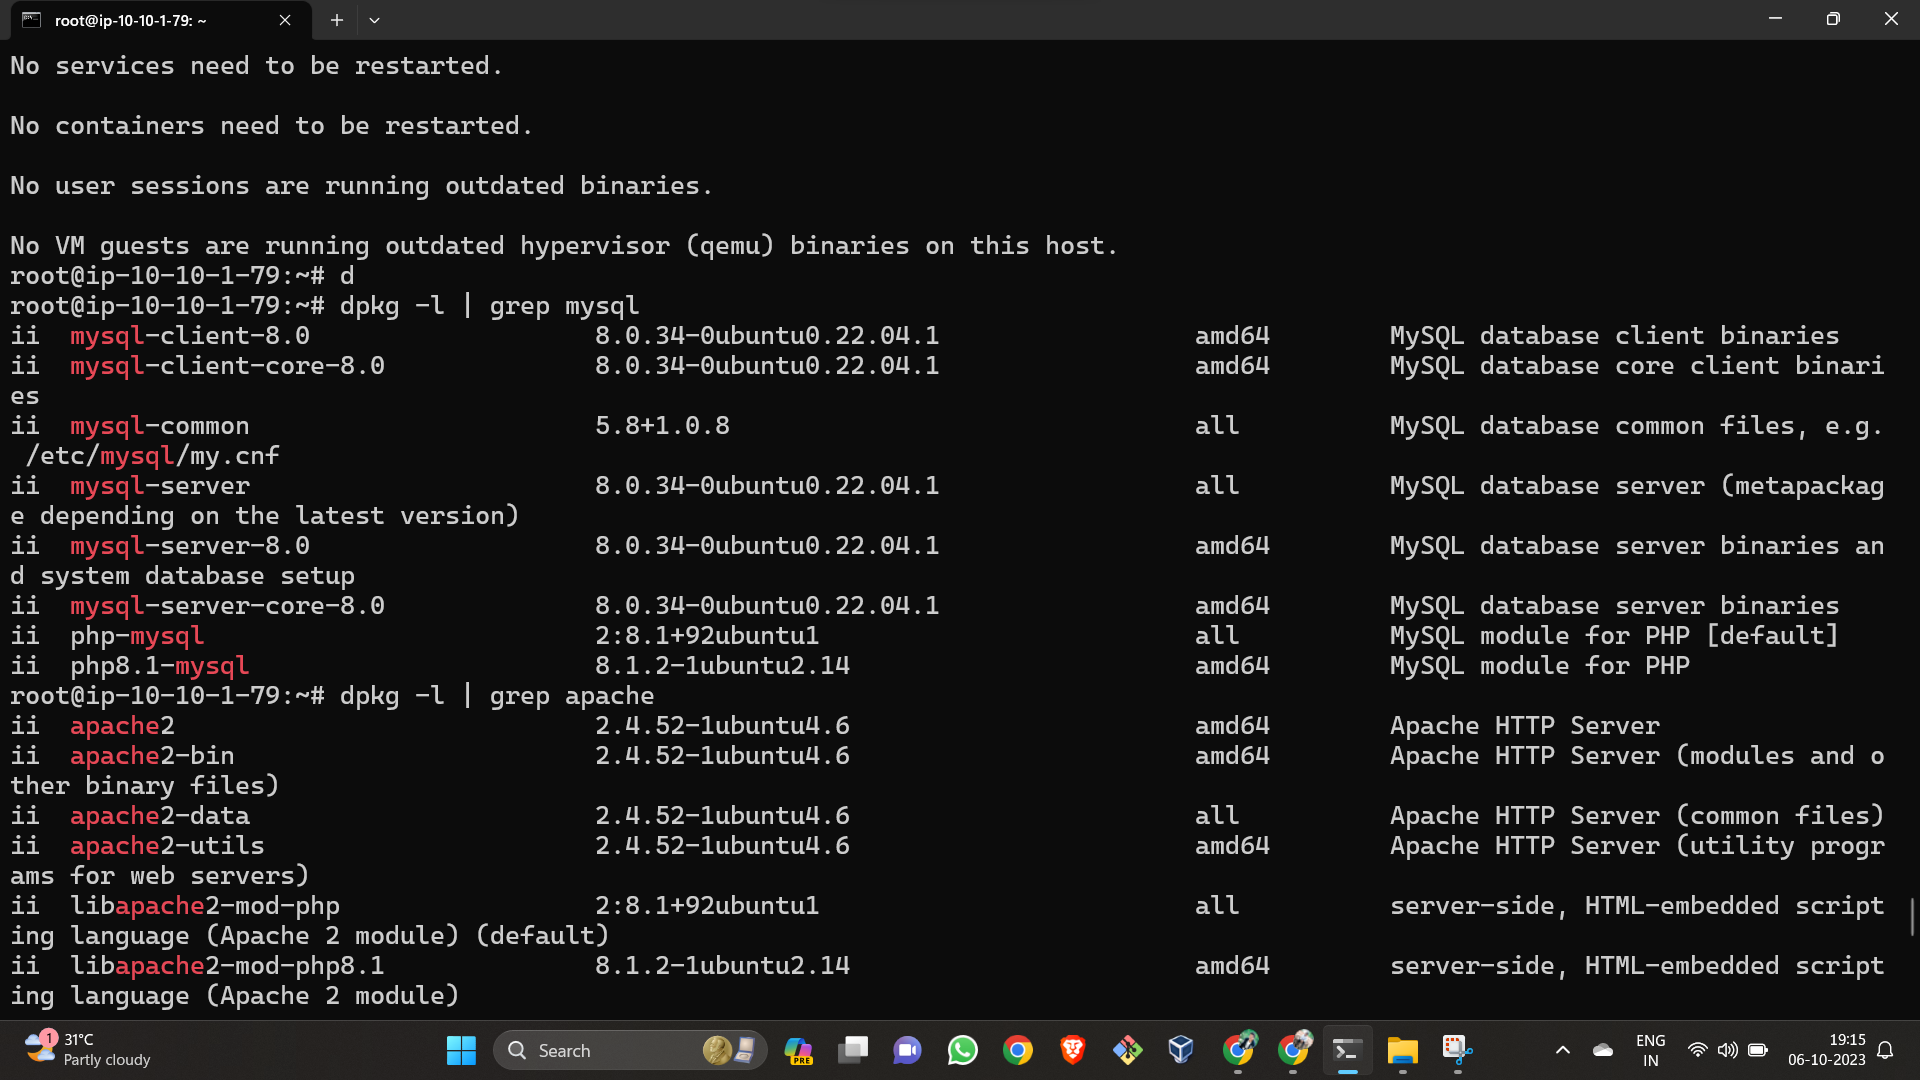 root@ip-10-10-1-79: ~
No services need to be restarted.
No containers need to be restarted.
No user sessions are running outdated binaries.
No VM guests are running outdated hypervisor (qemu) binaries on this host.
root@ip-10-10-1-79:~# d
root@ip-10-10-1-79:~# dpkg -l | grep mysql
ii  mysql-client-8.0                   8.0.34-0ubuntu0.22.04.1                 amd64        MySQL database client binaries
ii  mysql-client-core-8.0              8.0.34-0ubuntu0.22.04.1                 amd64        MySQL database core client binari
es
ii  mysql-common                       5.8+1.0.8                               all          MySQL database common files, e.g.
 /etc/mysql/my.cnf
ii  mysql-server                       8.0.34-0ubuntu0.22.04.1                 all          MySQL database server (metapackag
e depending on the latest version)
ii  mysql-server-8.0                   8.0.34-0ubuntu0.22.04.1                 amd64        MySQL database server binaries an
d system database setup
ii  mysql-server-core-8.0              8.0.34-0ubuntu0.22.04.1                 amd64        MySQL database server binaries
ii  php-mysql                          2:8.1+92ubuntu1                         all          MySQL module for PHP [default]
ii  php8.1-mysql                       8.1.2-1ubuntu2.14                       amd64        MySQL module for PHP
root@ip-10-10-1-79:~# dpkg -l | grep apache
ii  apache2                            2.4.52-1ubuntu4.6                       amd64        Apache HTTP Server
ii  apache2-bin                        2.4.52-1ubuntu4.6                       amd64        Apache HTTP Server (modules and o
ther binary files)
ii  apache2-data                       2.4.52-1ubuntu4.6                       all          Apache HTTP Server (common files)
ii  apache2-utils                      2.4.52-1ubuntu4.6                       amd64        Apache HTTP Server (utility progr
ams for web servers)
ii  libapache2-mod-php                 2:8.1+92ubuntu1                         all          server-side, HTML-embedded script
ing language (Apache 2 module) (default)
ii  libapache2-mod-php8.1              8.1.2-1ubuntu2.14                       amd64        server-side, HTML-embedded script
ing language (Apache 2 module)
1
31°C
Partly cloudy
Search
PRE
ENG
IN
19:15
06-10-2023